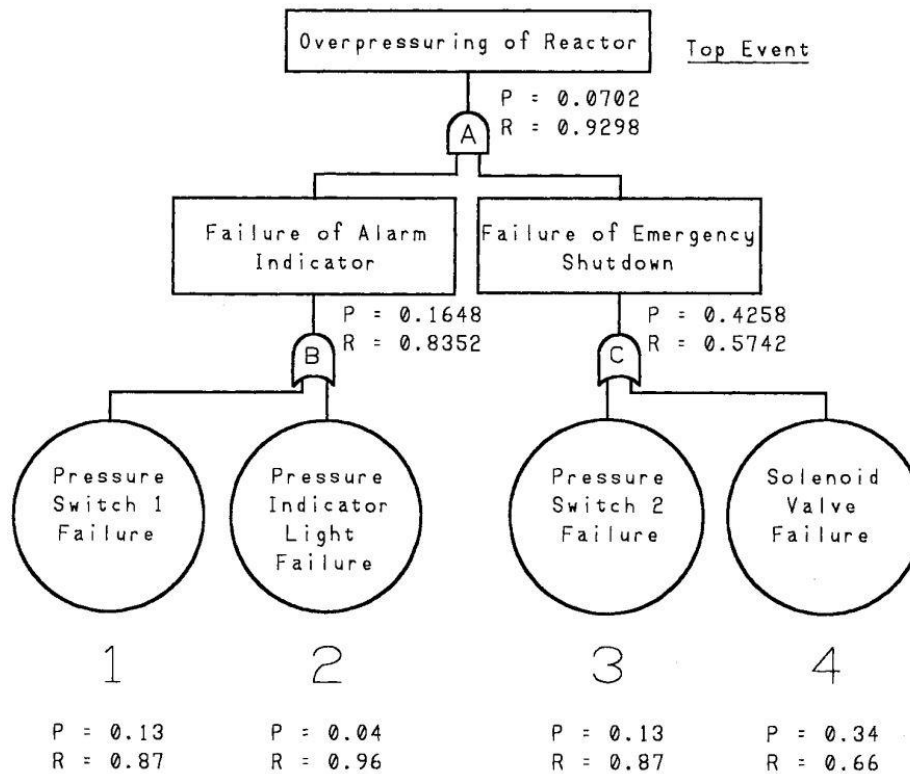 Overpressuring of Reactor
Top Event
P = 0.0702
R = 0.9298
A
Failure of Alarm
Indicator
Failure of Emergency
Shutdown
P = 0.1648
R = 0.8352
P = 0.4258
R = 0.5742
B
C
Pressure
Switch 1
Failure
Pressure
Indicator
Light
Failure
Pressure
Switch 2
Failure
Solenoid
Valve
Failure
1
2
3
4
P = 0.13
R = 0.87
P = 0.04
R = 0.96
P = 0.13
R = 0.87
P = 0.34
R = 0.66